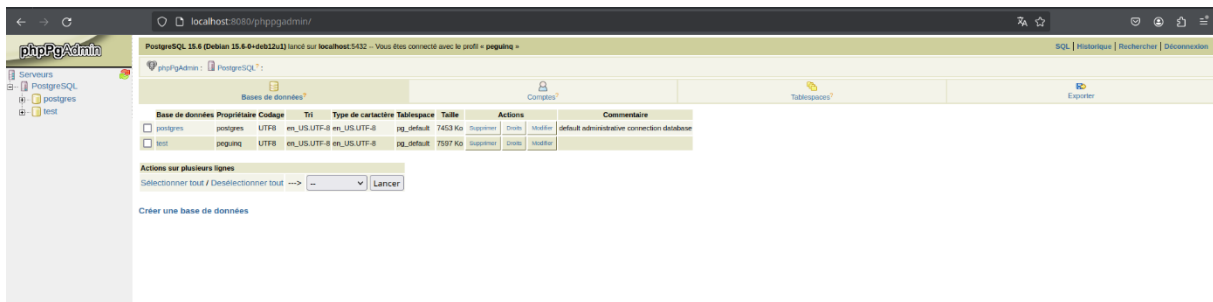 localhost:8080/phppgadmin/
phpPgAdmin
PostgreSQL 15.6 (Debian 15.6-0+deb12u1) lancé sur localhost:5432 -- Vous êtes connecté avec le profil « peguinq »
SQL | Historique | Rechercher | Déconnexion
phpPgAdmin : PostgreSQL? :
Serveurs
PostgreSQL
postgres
test
Bases de données? Comptes? Tablespaces? Exporter
Base de données Propriétaire Codage Tri Type de cartactère Tablespace Taille Actions Commentaire
postgres postgres UTF8 en_US.UTF-8 en_US.UTF-8 pg_default 7453 Ko Supprimer Droits Modifier default administrative connection database
test peguinq UTF8 en_US.UTF-8 en_US.UTF-8 pg_default 7597 Ko Supprimer Droits Modifier
Actions sur plusieurs lignes
Sélectionner tout / Desélectionner tout ---> -- Lancer
Créer une base de données